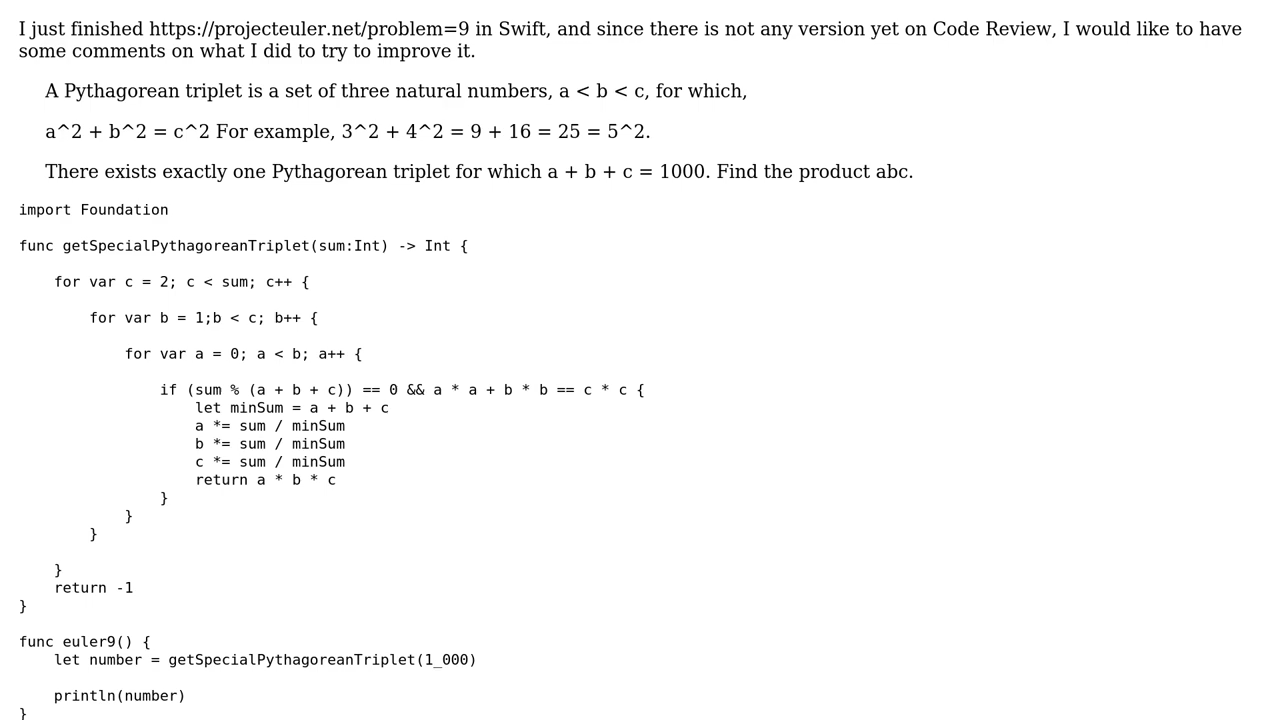 I just finished https://projecteuler.net/problem=9 in Swift, and since there is not any version yet on Code Review, I would like to have
some comments on what I did to try to improve it.
A Pythagorean triplet is a set of three natural numbers, a < b < c, for which,
a^2 + b^2 = c^2 For example, 3^2 + 4^2 = 9 + 16 = 25 = 5^2.
There exists exactly one Pythagorean triplet for which a + b + c = 1000. Find the product abc.
import Foundation
func getSpecialPythagoreanTriplet(sum:Int) -> Int {
    for var c = 2; c < sum; c++ {
        for var b = 1;b < c; b++ {
            for var a = 0; a < b; a++ {
                if (sum % (a + b + c)) == 0 && a * a + b * b == c * c {
                    let minSum = a + b + c
                    a *= sum / minSum
                    b *= sum / minSum
                    c *= sum / minSum
                    return a * b * c
                }
            }
        }
    }
    return -1
}
func euler9() {
    let number = getSpecialPythagoreanTriplet(1_000)
    println(number)
}